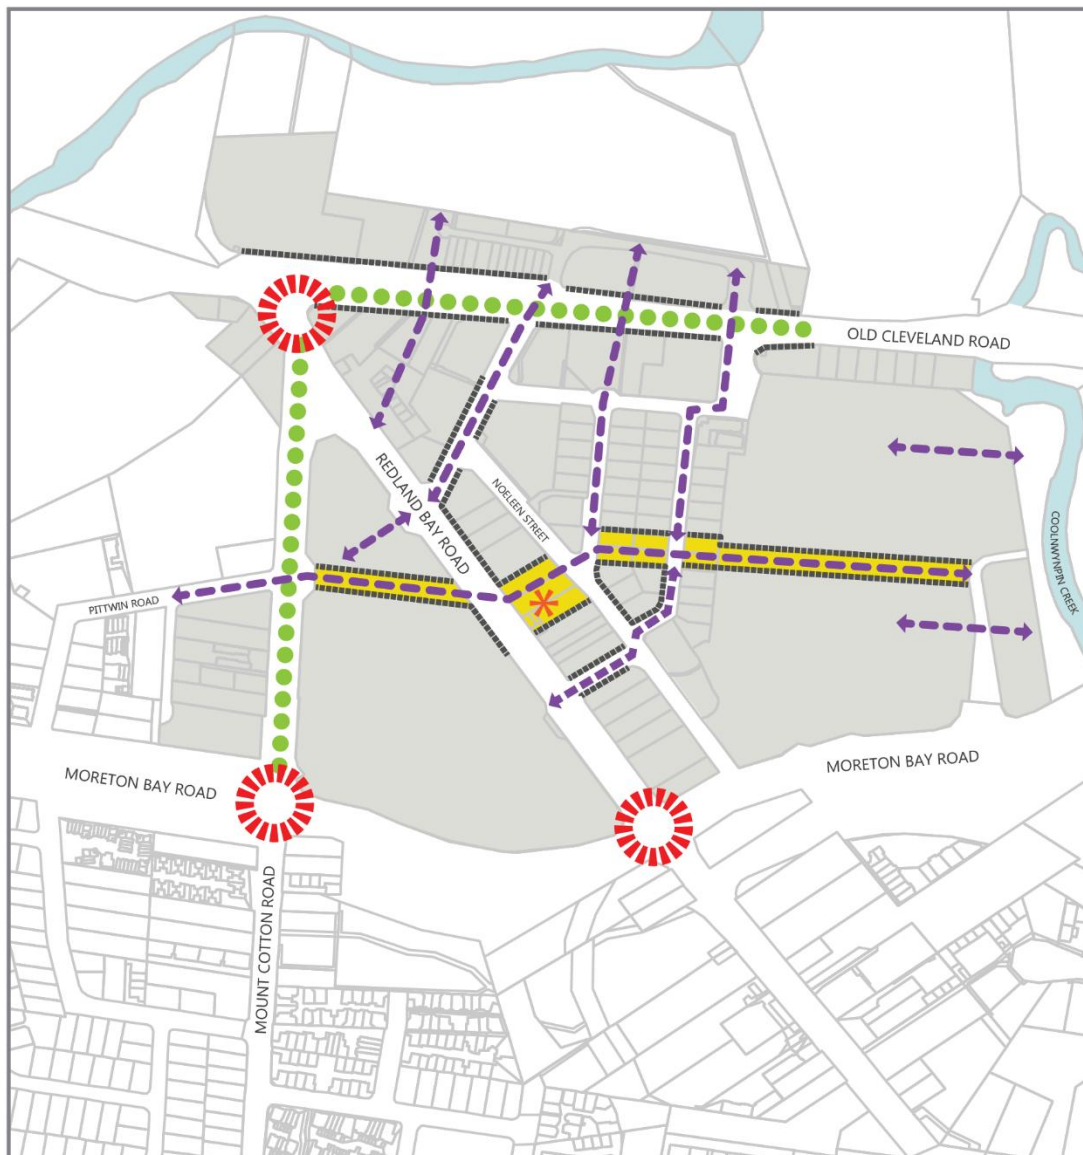 OLD CLEVELAND ROAD
REDLAND BAY ROAD
NOELEEN STREET
COOLNWYNPIN CREEK
PITTWIN ROAD
MORETON BAY ROAD
MORETON BAY ROAD
MOUNT COTTON ROAD